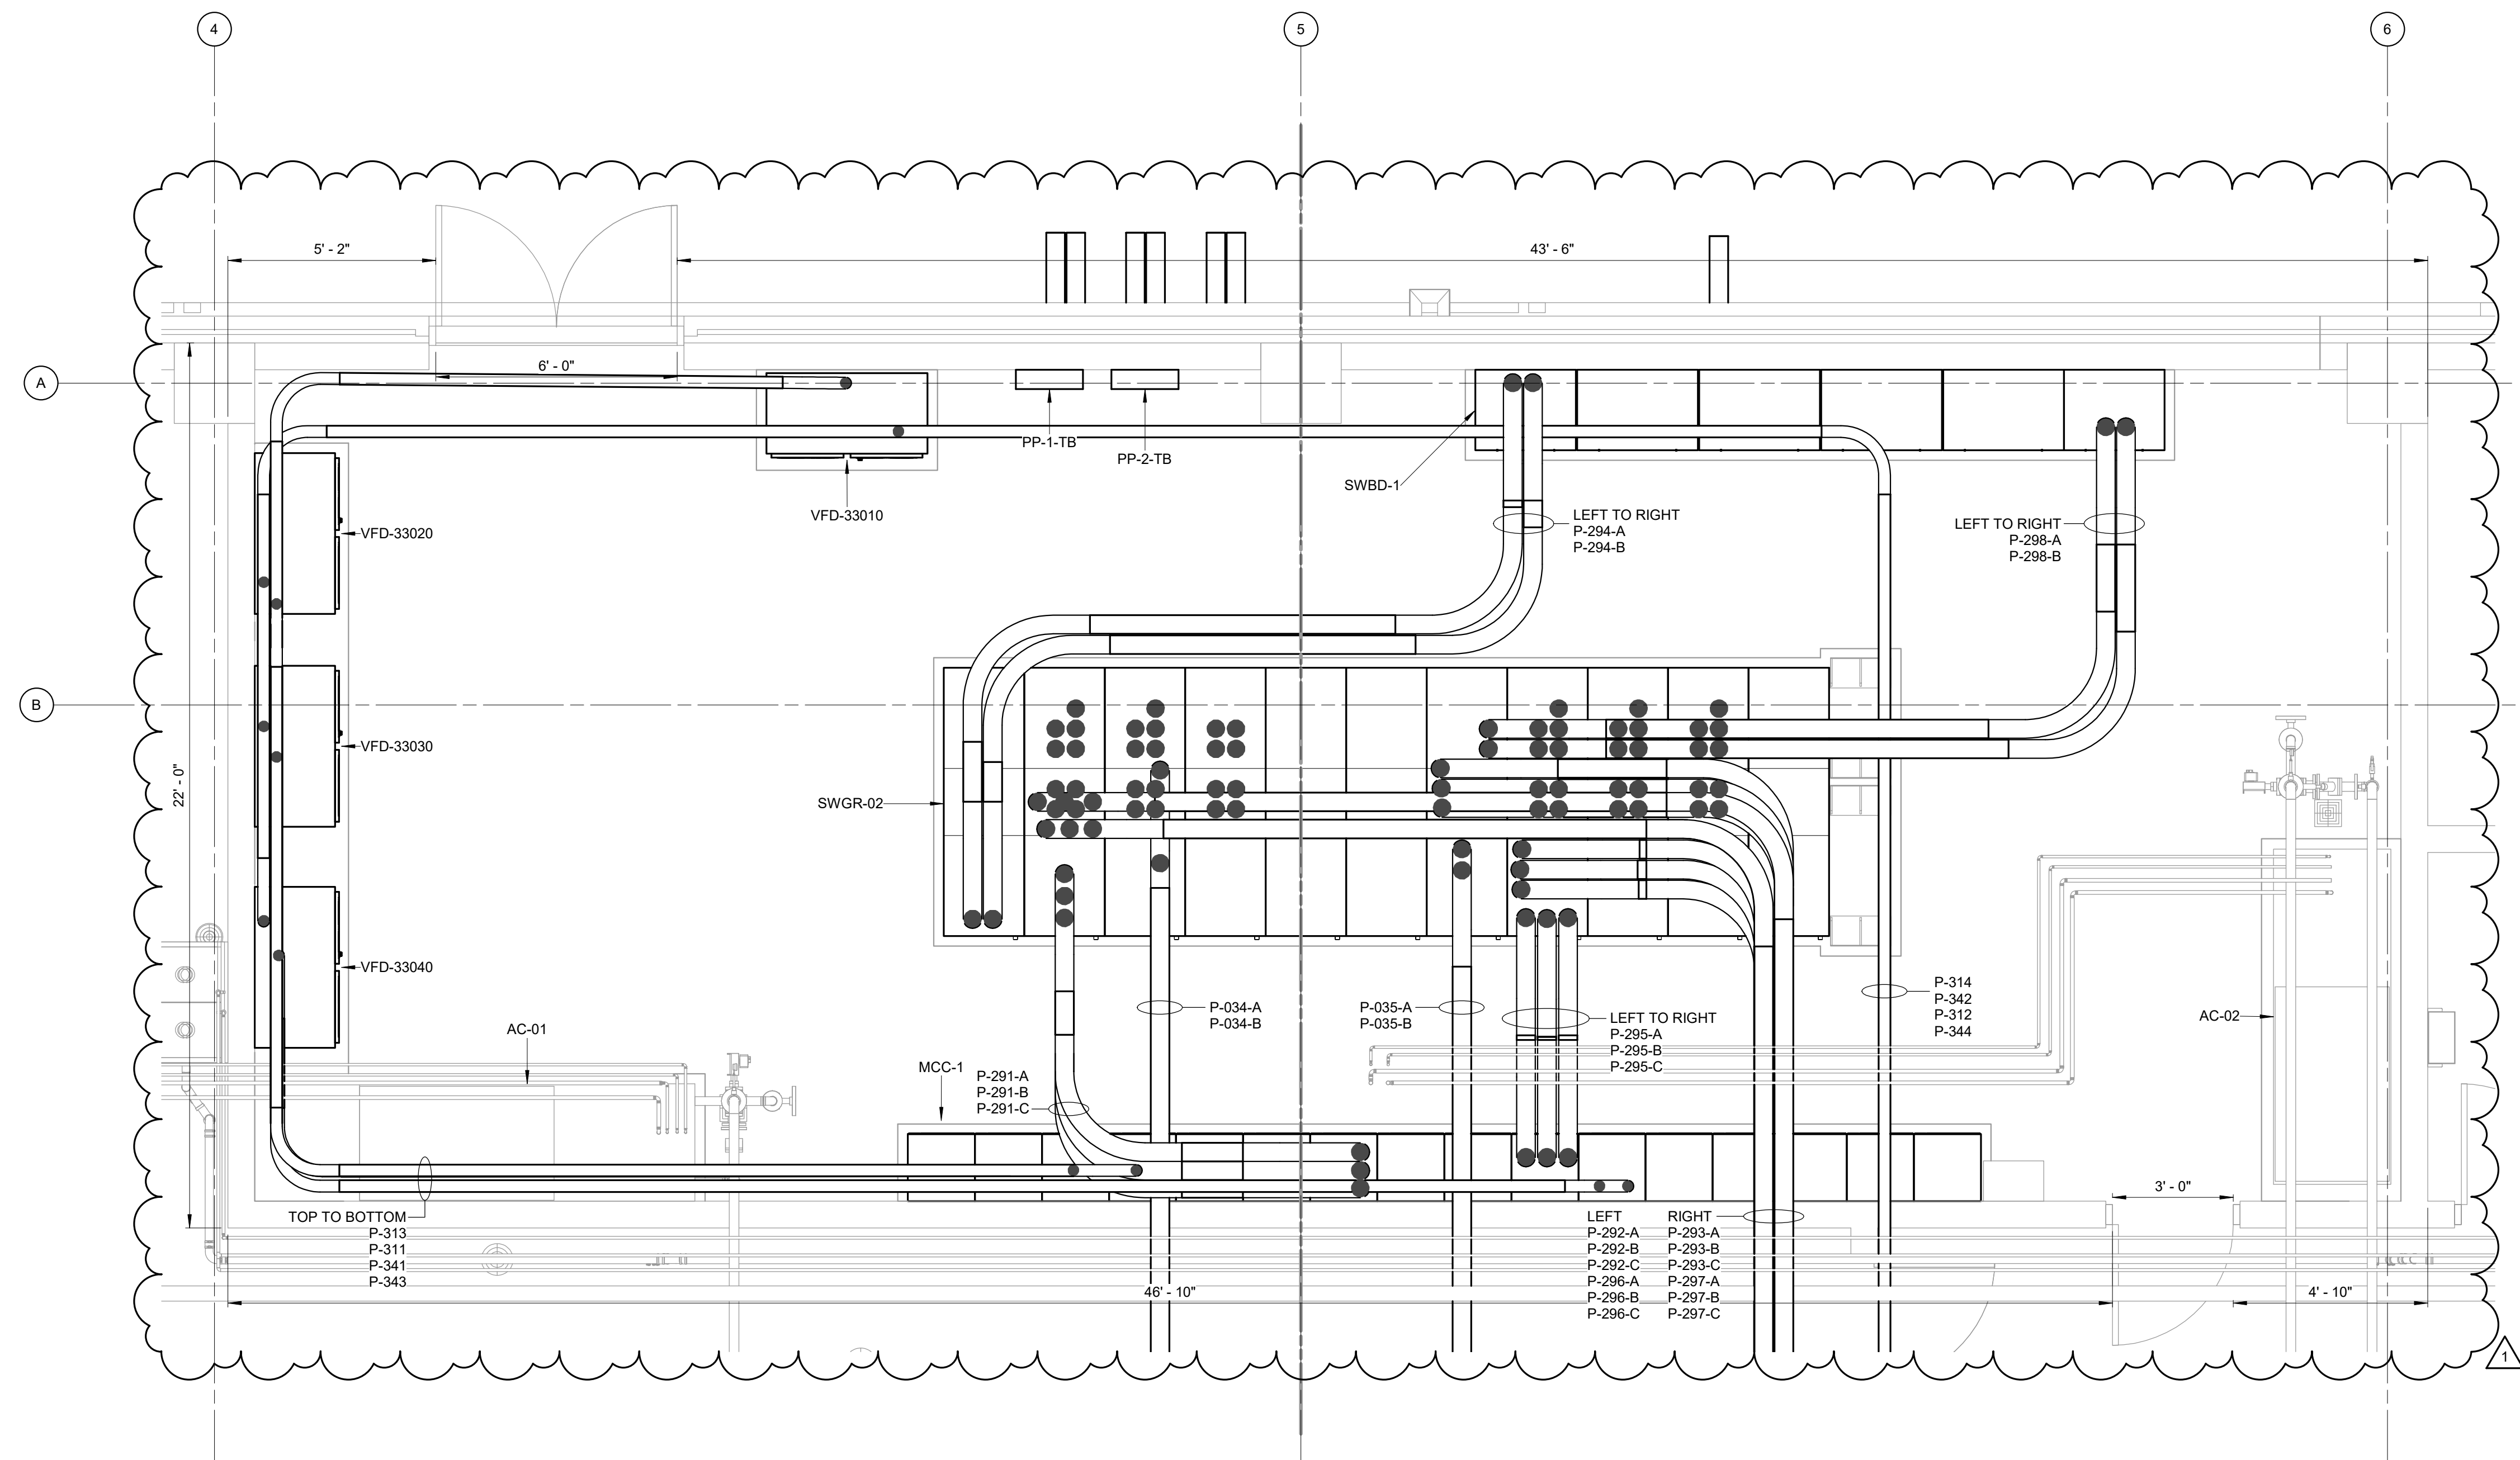 4
5
6
5' - 2"
43' - 6"
A
6' - 0"
PP-1-TB
PP-2-TB
SWBD-1
VFD-33010
VFD-33020
LEFT TO RIGHT
P-294-A
P-294-B
LEFT TO RIGHT
P-298-A
P-298-B
B
VFD-33030
22' - 0"
SWGR-02
VFD-33040
P-034-A
P-034-B
P-035-A
P-035-B
LEFT TO RIGHT
P-295-A
P-295-B
P-295-C
P-314
P-342
P-312
P-344
AC-02
AC-01
MCC-1
P-291-A
P-291-B
P-291-C
3' - 0"
TOP TO BOTTOM
P-313
P-311
P-341
P-343
LEFT
P-292-A
P-292-B
P-292-C
P-296-A
P-296-B
P-296-C
RIGHT
P-293-A
P-293-B
P-293-C
P-297-A
P-297-B
P-297-C
46' - 10"
4' - 10"
1